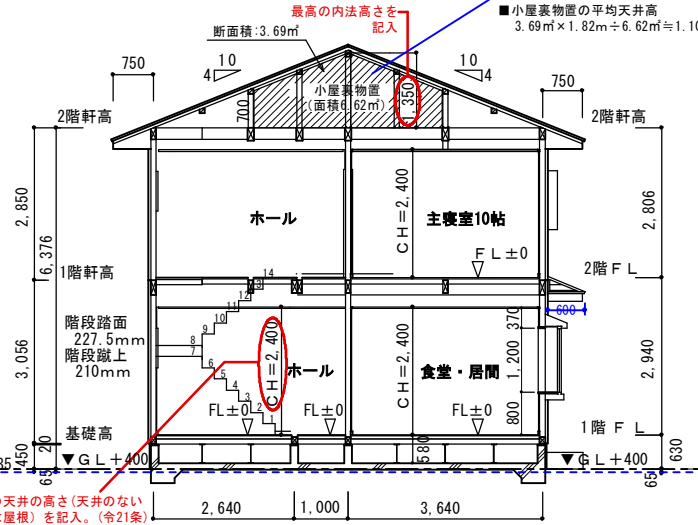 最高の内法高さを
記入
■小屋裏物置の平均天井高
3.69㎡×1.82m÷6.62㎡≒1.10
断面積:3.69㎡
750
10
4
小屋裏物置
(面積6.62㎡)
700
1,350
10
4
750
2階軒高
2階軒高
2,850
6,376
ホール
CH=2,400
主寝室10帖
2,806
FL±0
1階軒高
2階FL
14
13
12
11
10
9
8
7
6
5
4
3
2
1
600
階段踏面
227.5mm
階段蹴上
210mm
3,056
CH=2,400
ホール
CH=2,400
食堂・居間
370
1,200
800
2,940
FL±0
FL±0
FL±0
基礎高
1階FL
20
450
65
▼GL+400
580
▼GL+400
630
65
の天井の高さ(天井のない
屋根)を記入。(令21条)
2,640
1,000
3,640